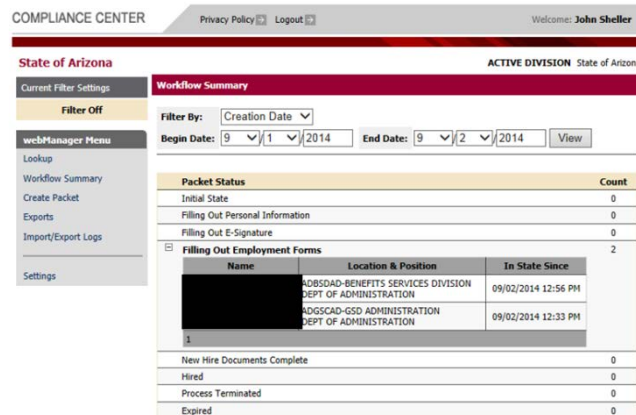 COMPLIANCE CENTER
Privacy Policy Logout
Welcome: John Sheller
State of Arizona
ACTIVE DIVISION State of Arizon
Current Filter Settings
Filter Off
webManager Menu
Lookup
Workflow Summary
Create Packet
Exports
Import/Export Logs
Settings
Workflow Summary
Filter By: Creation Date
Begin Date: 9 / 1 / 2014 End Date: 9 / 2 / 2014 View
Packet Status Count
Initial State 0
Filling Out Personal Information 0
Filling Out E-Signature 0
Filling Out Employment Forms 2
Name Location & Position In State Since
ADBSDAD-BENEFITS SERVICES DIVISION
DEPT OF ADMINISTRATION 09/02/2014 12:56 PM
ADGSCAD-GSD ADMINISTRATION
DEPT OF ADMINISTRATION 09/02/2014 12:33 PM
1
New Hire Documents Complete 0
Hired 0
Process Terminated 0
Expired 0